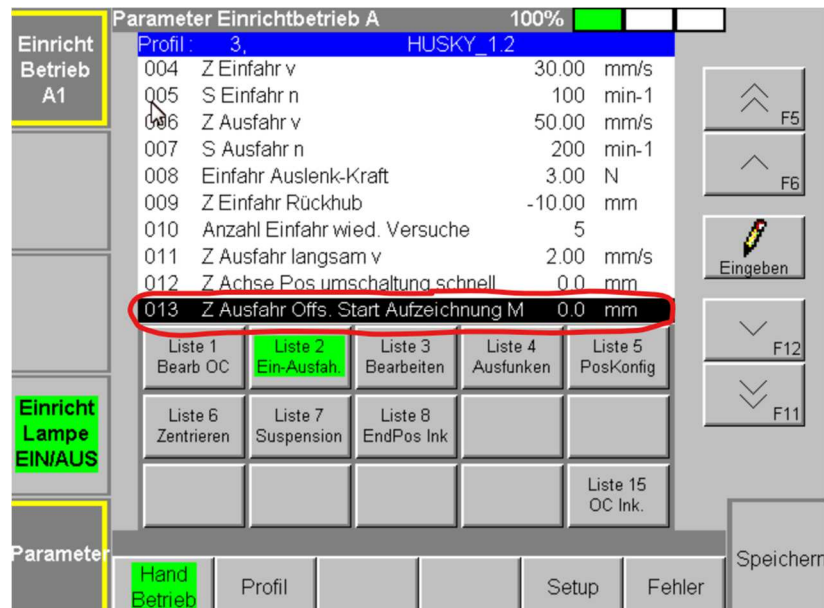 Parameter Einrichtbetrieb A 100%
Einricht
Betrieb
A1
Profil : 3, HUSKY_1.2
004 Z Einfahr v 30.00 mm/s
005 S Einfahr n 100 min-1
006 Z Ausfahr v 50.00 mm/s
007 S Ausfahr n 200 min-1
008 Einfahr Auslenk-Kraft 3.00 N
009 Z Einfahr Rückhub -10.00 mm
010 Anzahl Einfahr wied. Versuche 5
011 Z Ausfahr langsam v 2.00 mm/s
012 Z Achse Pos umschaltung schnell 0.0 mm
013 Z Ausfahr Offs. Start Aufzeichnung M 0.0 mm
F5
F6
Eingeben
F12
F11
Liste 1
Bearb OC
Liste 2
Ein-Ausfah.
Liste 3
Bearbeiten
Liste 4
Ausfunken
Liste 5
PosKonfig
Liste 6
Zentrieren
Liste 7
Suspension
Liste 8
EndPos Ink
Liste 15
OC Ink.
Einricht
Lampe
EIN/AUS
Parameter
Hand
Betrieb
Profil
Setup
Fehler
Speichern